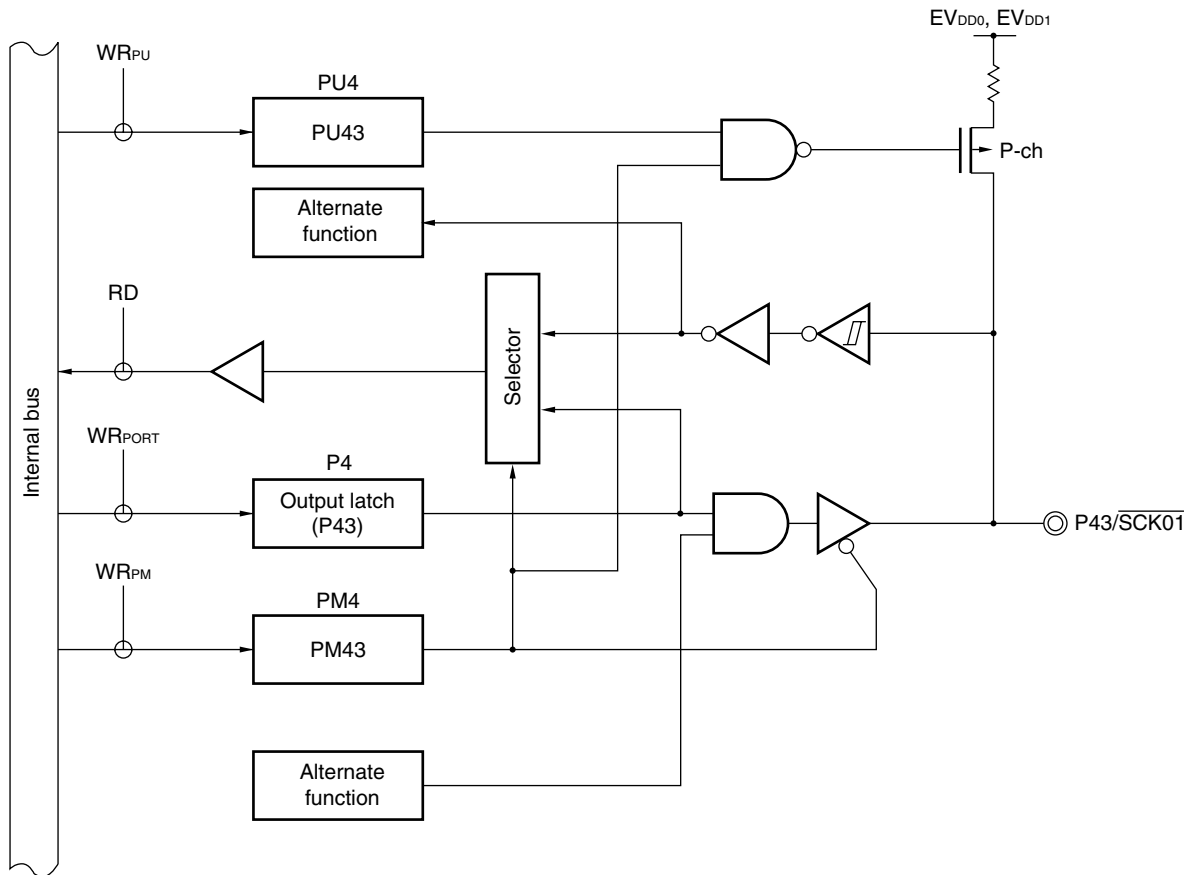 EVDD0, EVDD1
WRPU
PU4
PU43
P-ch
Alternate
function
RD
Selector
Internal bus
WRPORT
P4
Output latch
(P43)
P43/SCK01
WRPM
PM4
PM43
Alternate
function